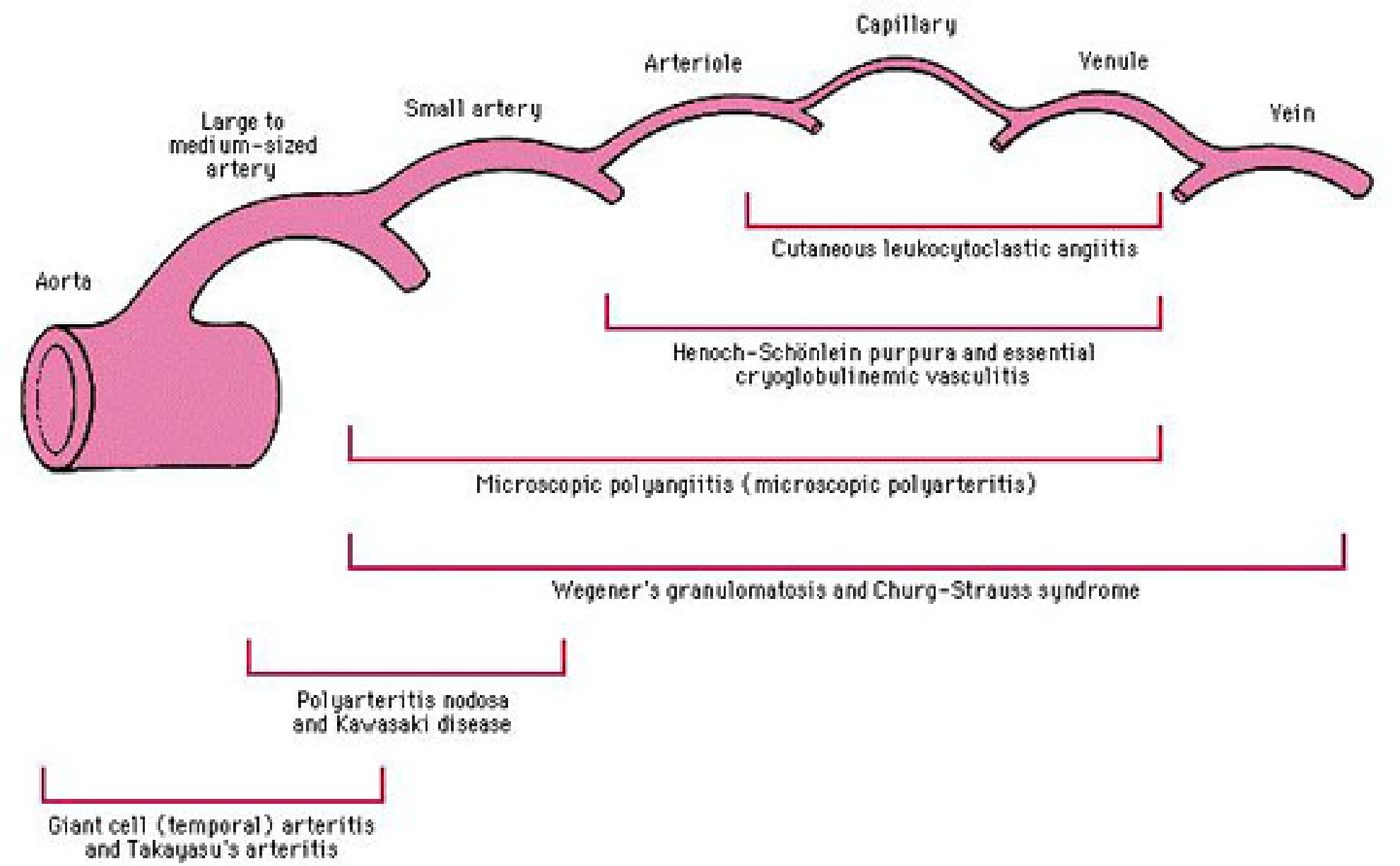 Capillary
Arteriole
Venule
Small artery
Vein
Large to
medium-sized
artery
Aorta
Cutaneous leukocytoclastic angiitis
Henoch-Schönlein purpura and essential
cryoglobulinemic vasculitis
Microscopic polyangiitis (microscopic polyarteritis)
Wegener's granulomatosis and Churg-Strauss syndrome
Polyarteritis nodosa
and Kawasaki disease
Giant cell (temporal) arteritis
and Takayasu's arteritis